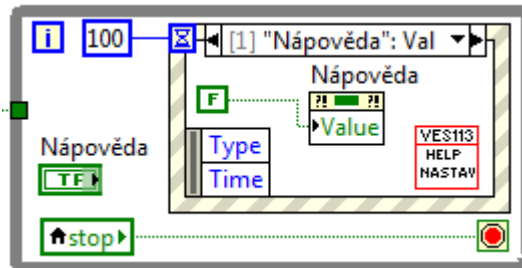 i
100
[1] "Nápověda": Val
Nápověda
?! ?!
F
Value
Nápověda
TF
Type
Time
VES113
HELP
NASTAV
stop